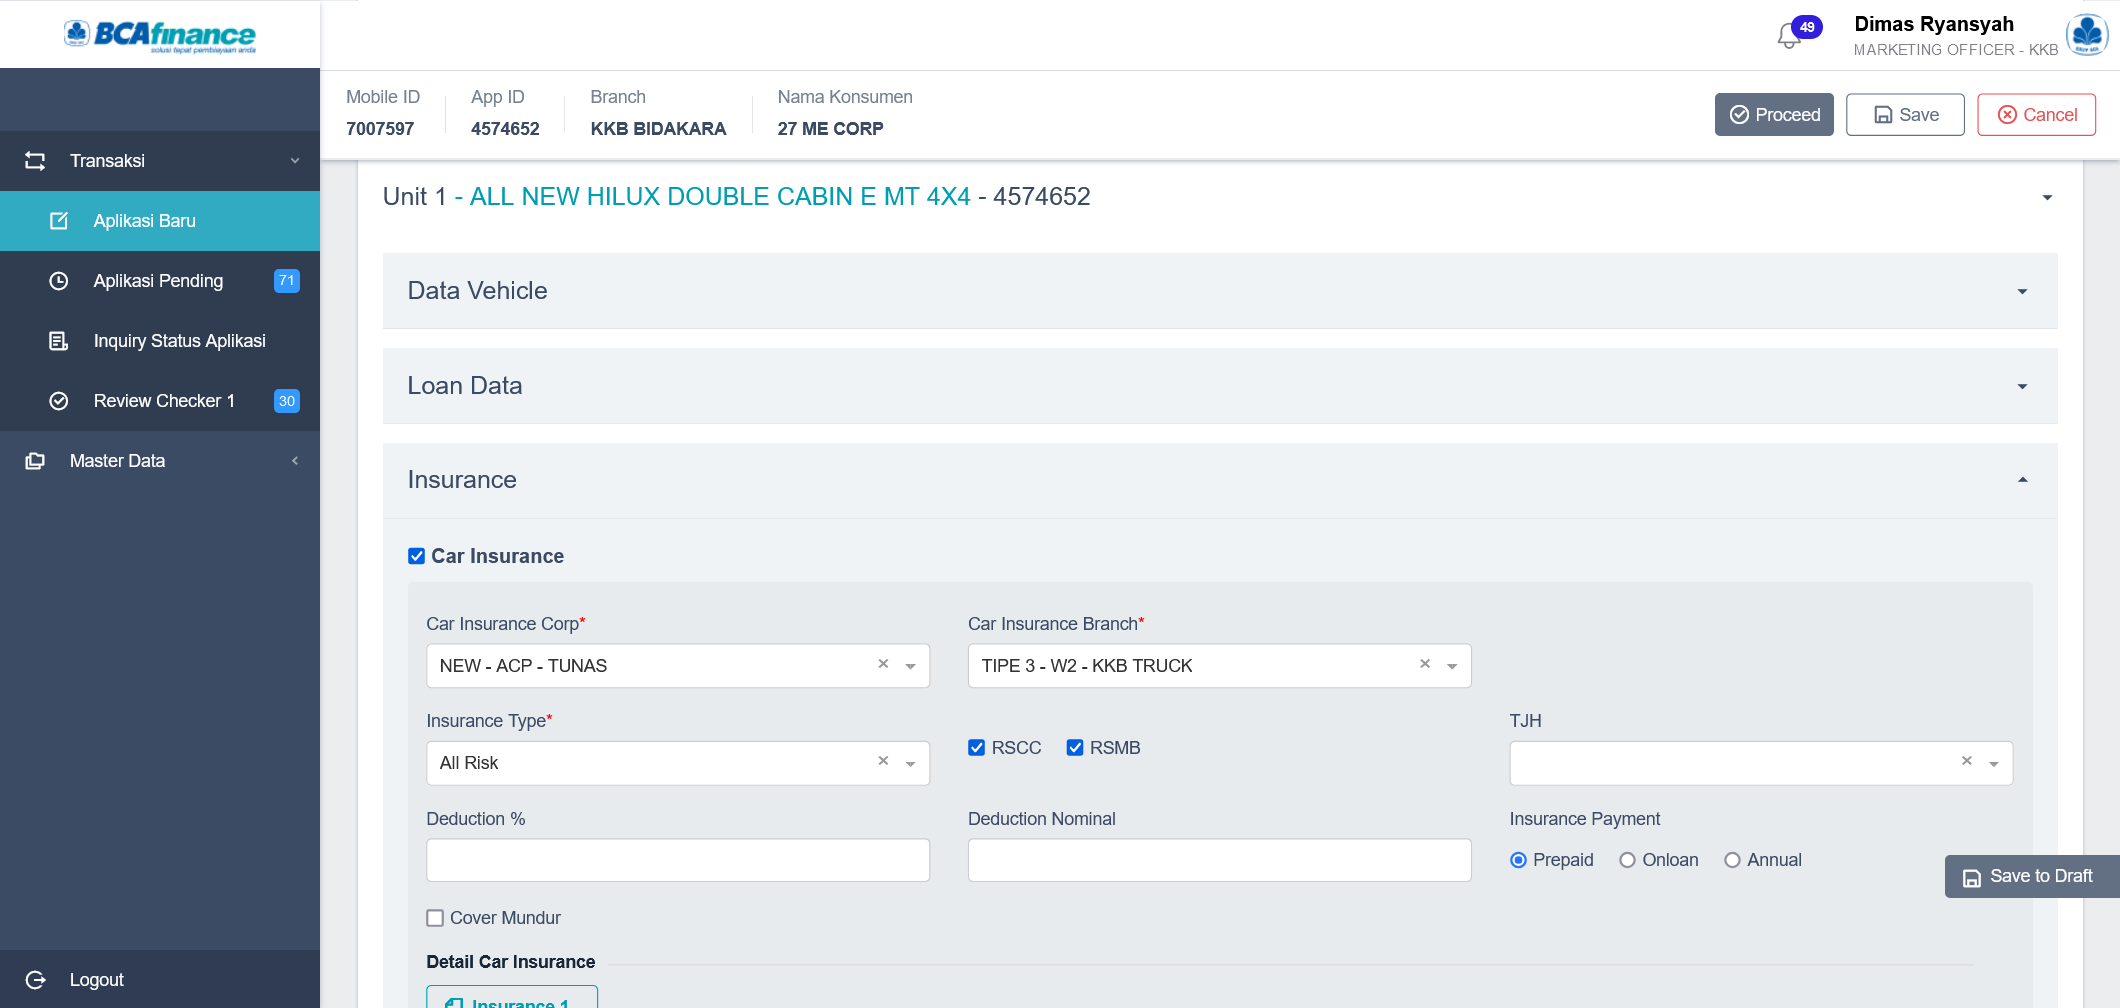 BCAfinance
solusi tepat pembiayaan anda
49
Dimas Ryansyah
MARKETING OFFICER - KKB
Mobile ID
7007597
App ID
4574652
Branch
KKB BIDAKARA
Nama Konsumen
27 ME CORP
Proceed
Save
Cancel
Transaksi
Aplikasi Baru
Aplikasi Pending
71
Inquiry Status Aplikasi
Review Checker 1
30
Master Data
Logout
Unit 1 - ALL NEW HILUX DOUBLE CABIN E MT 4X4 - 4574652
Data Vehicle
Loan Data
Insurance
Car Insurance
Car Insurance Corp*
NEW - ACP - TUNAS
Car Insurance Branch*
TIPE 3 - W2 - KKB TRUCK
Insurance Type*
All Risk
RSCC
RSMB
TJH
Deduction %
Deduction Nominal
Insurance Payment
Prepaid
Onloan
Annual
Save to Draft
Cover Mundur
Detail Car Insurance
Insurance 1